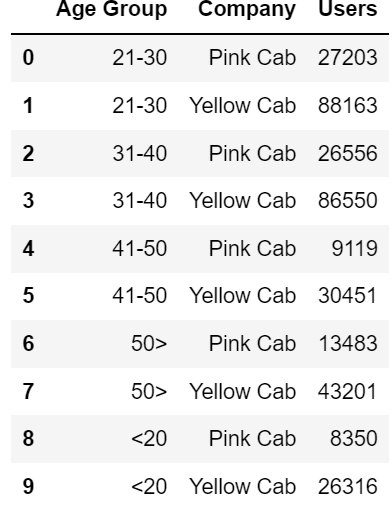 Age Group Company Users
0 21-30 Pink Cab 27203
1 21-30 Yellow Cab 88163
2 31-40 Pink Cab 26556
3 31-40 Yellow Cab 86550
4 41-50 Pink Cab 9119
5 41-50 Yellow Cab 30451
6 50> Pink Cab 13483
7 50> Yellow Cab 43201
8 <20 Pink Cab 8350
9 <20 Yellow Cab 26316